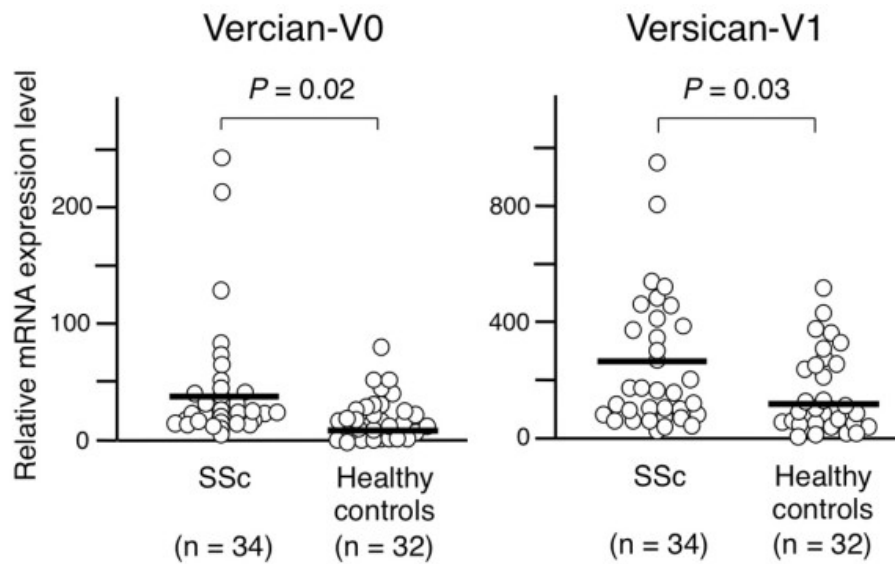 Vercian-V0
Versican-V1
Relative mRNA expression level
P = 0.02
P = 0.03
200
100
0
800
400
0
SSc
Healthy
controls
(n = 34)
(n = 32)
SSc
Healthy
controls
(n = 34)
(n = 32)